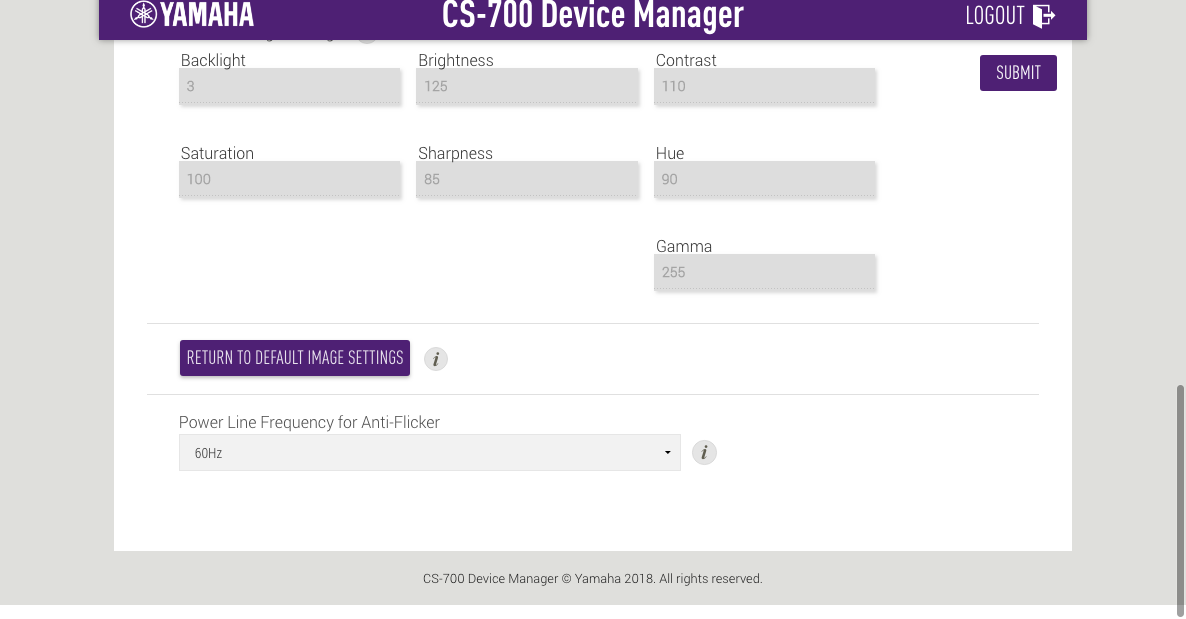 YAMAHA CS-700 Device Manager LOGOUT
Backlight Brightness Contrast
3 125 110
SUBMIT
Saturation Sharpness Hue
100 85 90
Gamma
255
RETURN TO DEFAULT IMAGE SETTINGS i
Power Line Frequency for Anti-Flicker
60Hz i
CS-700 Device Manager © Yamaha 2018. All rights reserved.